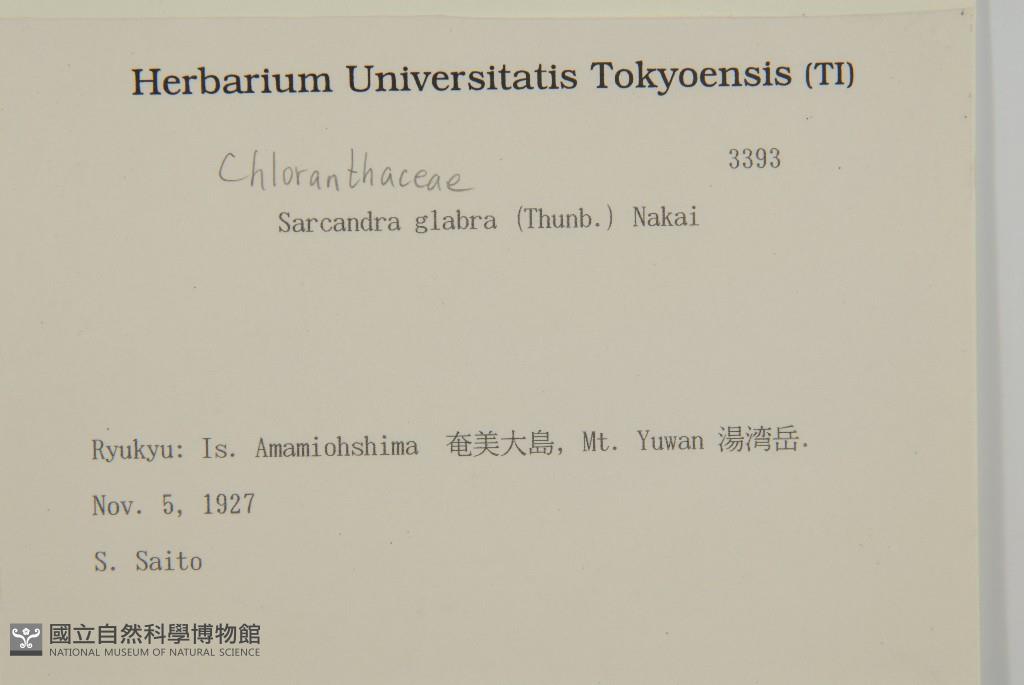 Herbarium Universitatis Tokyoensis (TI)
Chloranthaceae
3393
Sarcandra glabra (Thunb.) Nakai
Ryukyu: Is. Amamiohshima 奄美大島, Mt. Yuwan 湯湾岳.
Nov. 5, 1927
S. Saito
國立自然科學博物館
NATIONAL MUSEUM OF NATURAL SCIENCE